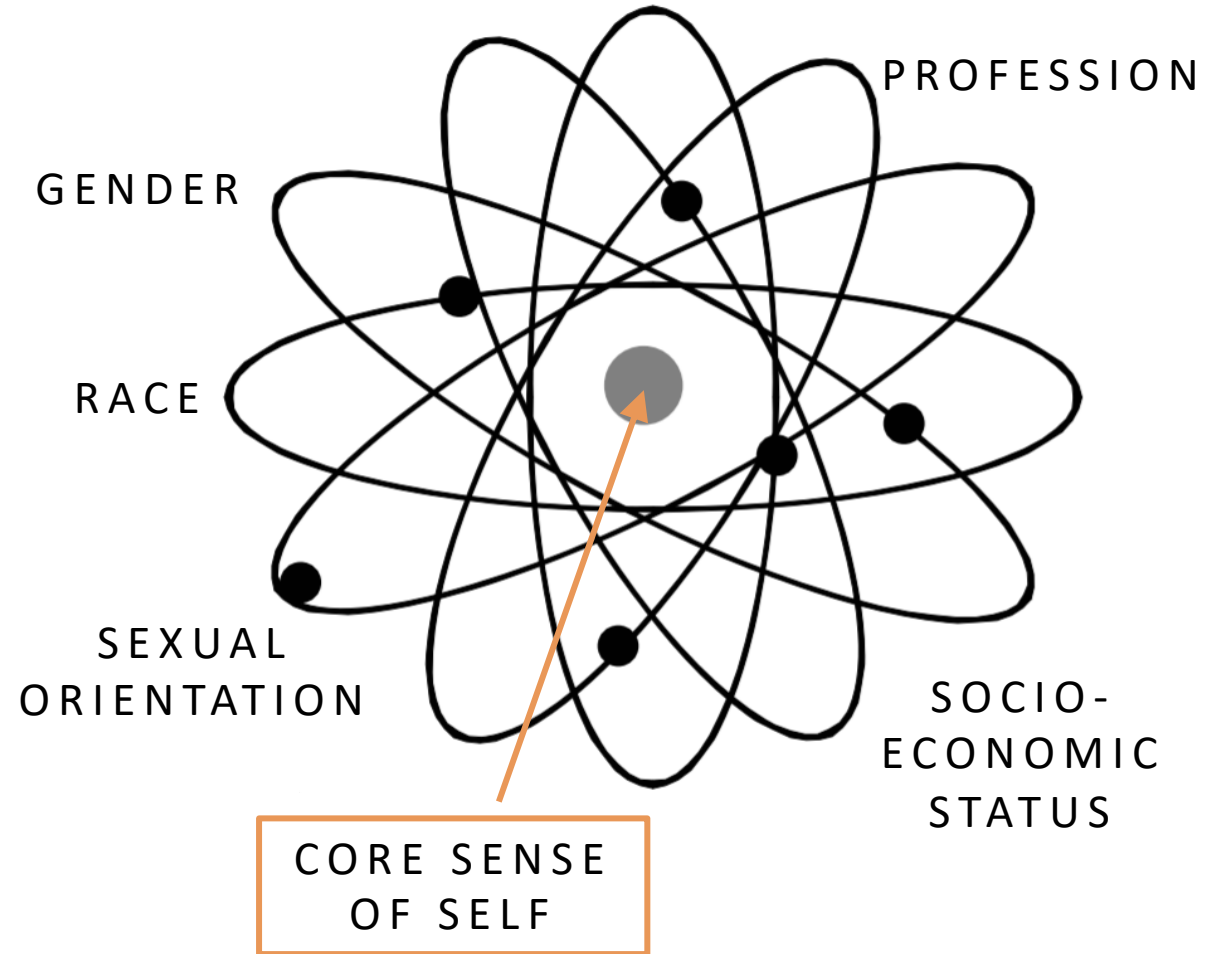 PROFESSION
GENDER
RACE
SEXUAL
ORIENTATION
SOCIO-
ECONOMIC
STATUS
CORE SENSE
OF SELF